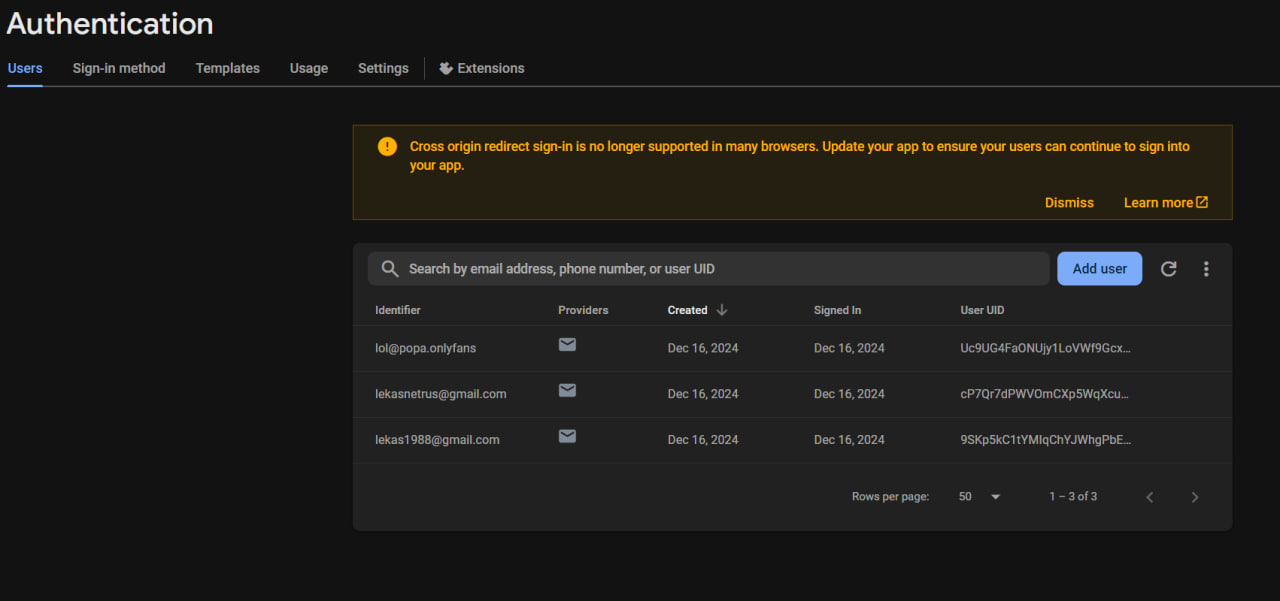 Authentication
Users Sign-in method Templates Usage Settings Extensions
Cross origin redirect sign-in is no longer supported in many browsers. Update your app to ensure your users can continue to sign into
your app.
Dismiss Learn more
Search by email address, phone number, or user UID Add user
Identifier Providers Created Signed In User UID
lol@popa.onlyfans Dec 16, 2024 Dec 16, 2024 Uc9UG4FaONUjy1LoVWf9Gcx...
lekasnetrus@gmail.com Dec 16, 2024 Dec 16, 2024 cP7Qr7dPWVOmCXp5WqXcu...
lekas1988@gmail.com Dec 16, 2024 Dec 16, 2024 9SKp5kC1tYMIqChYJWhgPbE...
Rows per page: 50 1 – 3 of 3